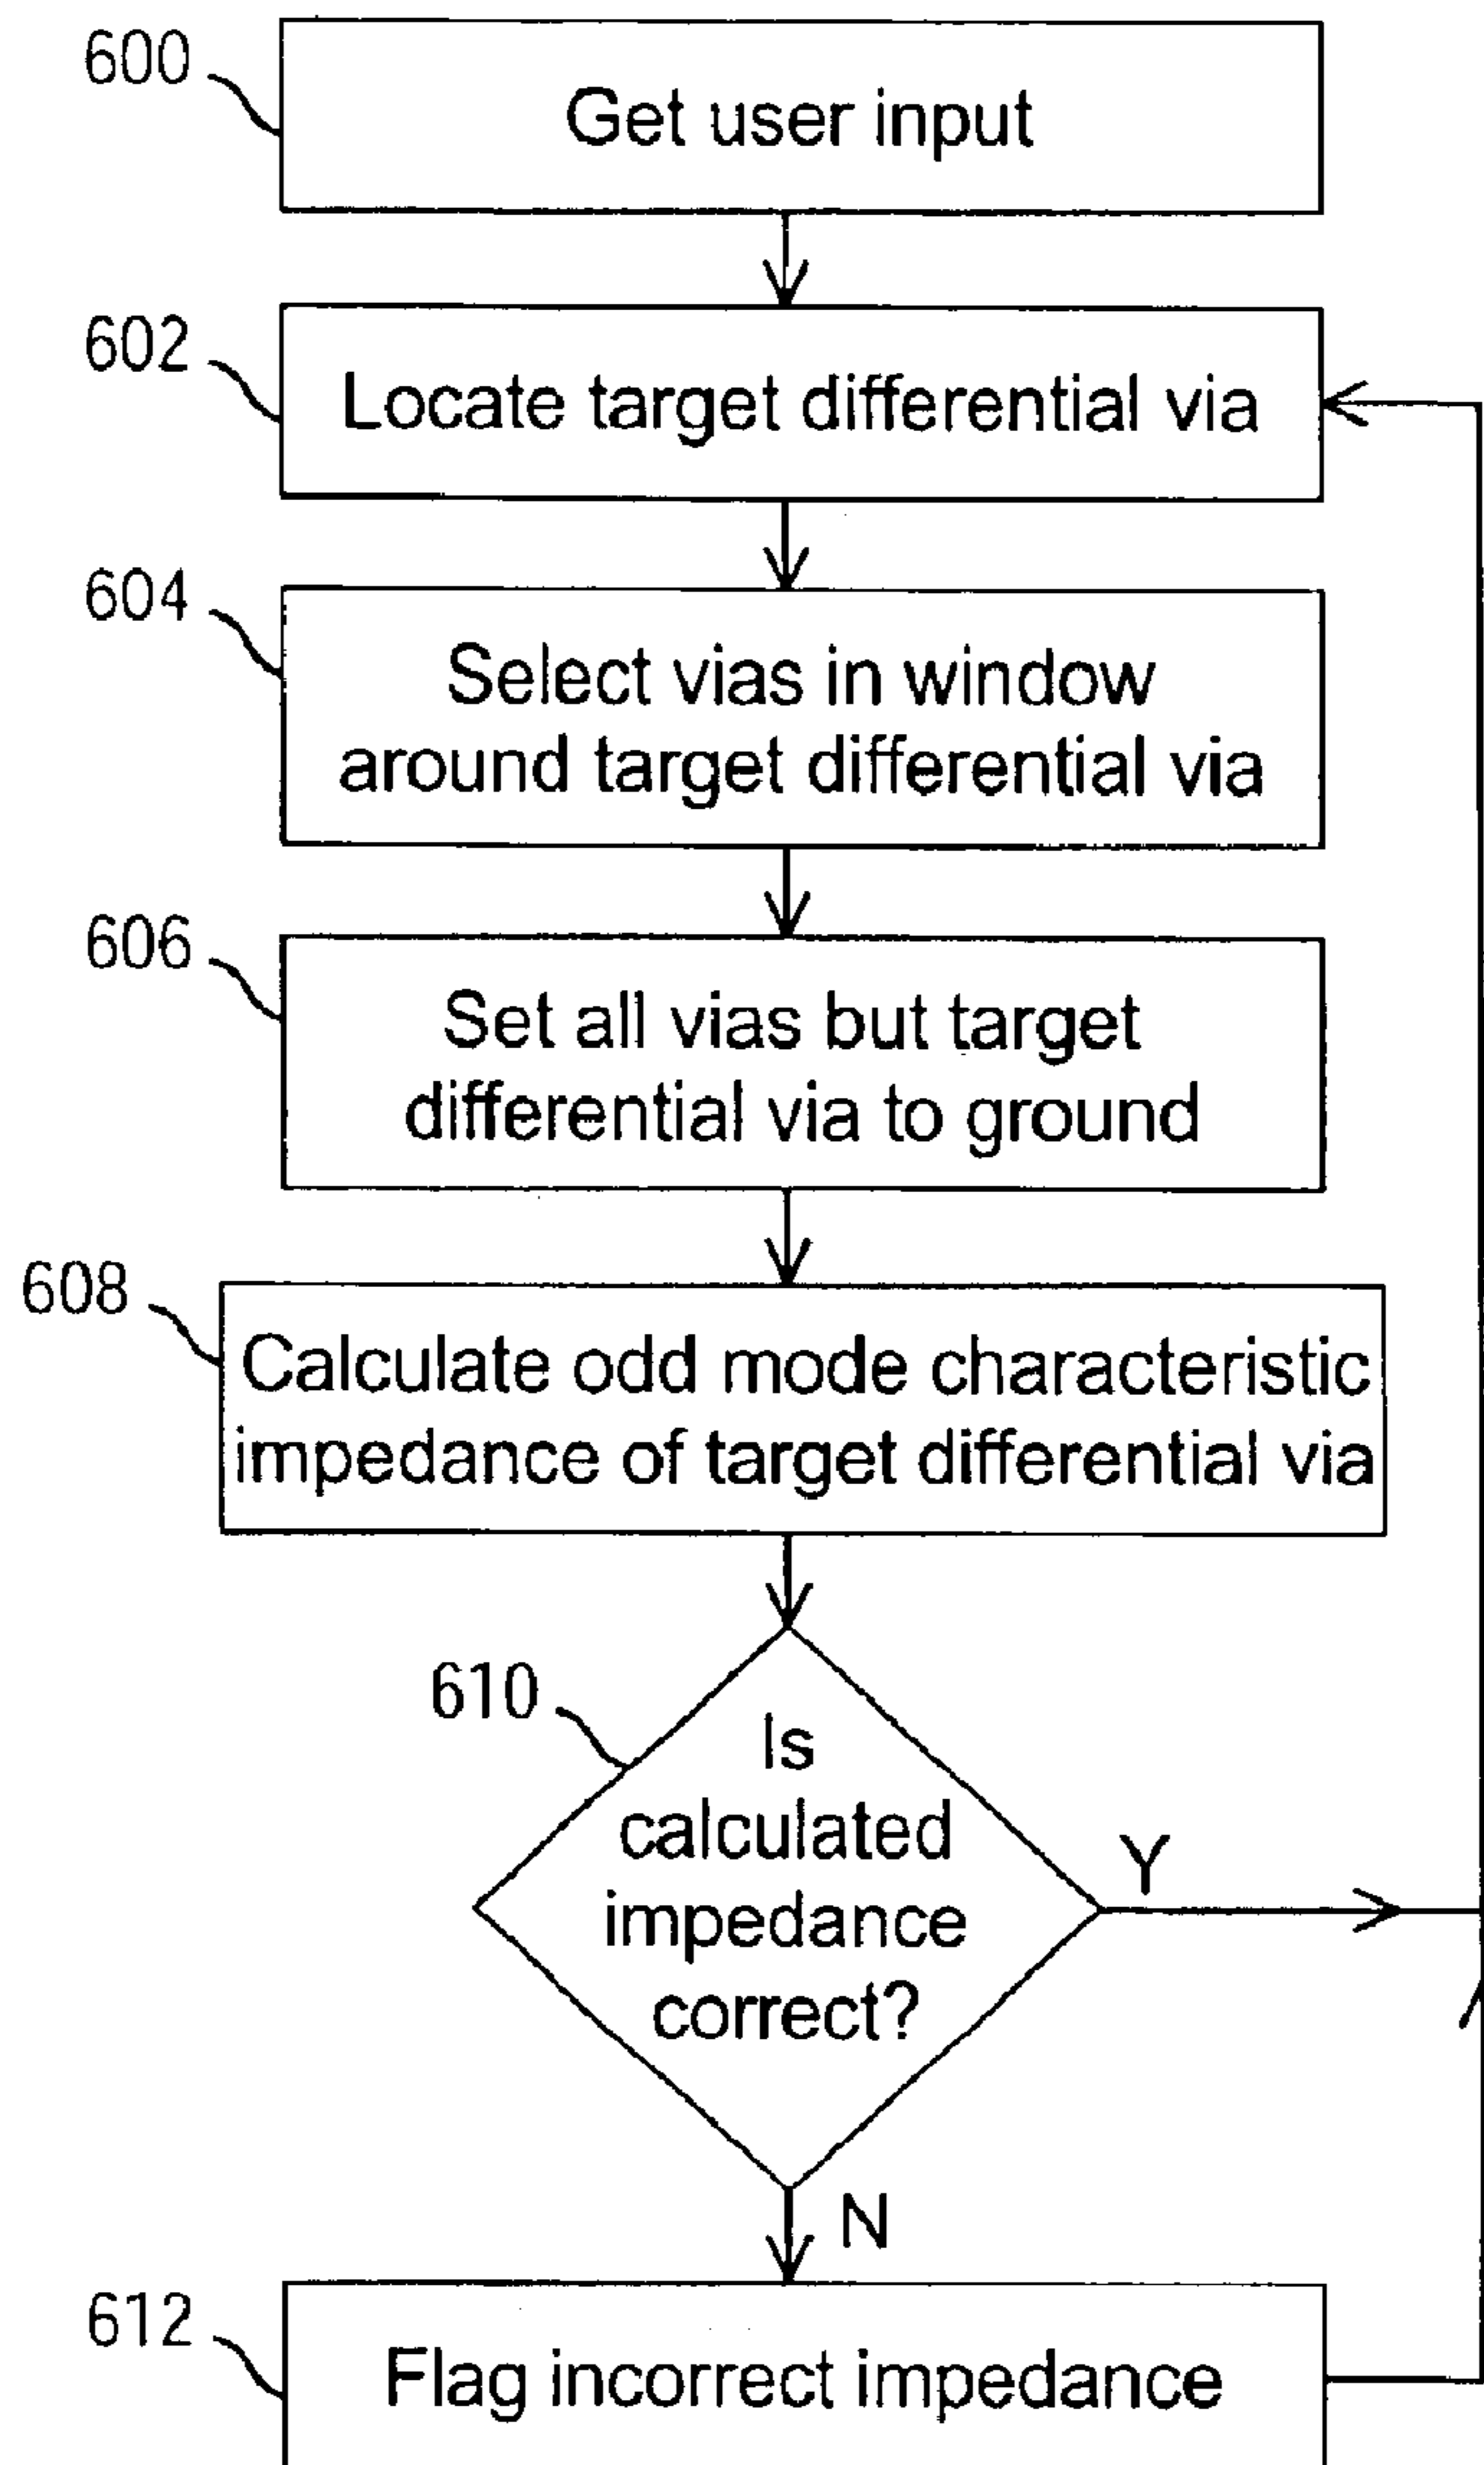 600
Get user input
602
Locate target differential via
604
Select vias in window
around target differential via
606
Set all vias but target
differential via to ground
608
Calculate odd mode characteristic
impedance of target differential via
610
Is
calculated
impedance
correct?
Y
N
612
Flag incorrect impedance